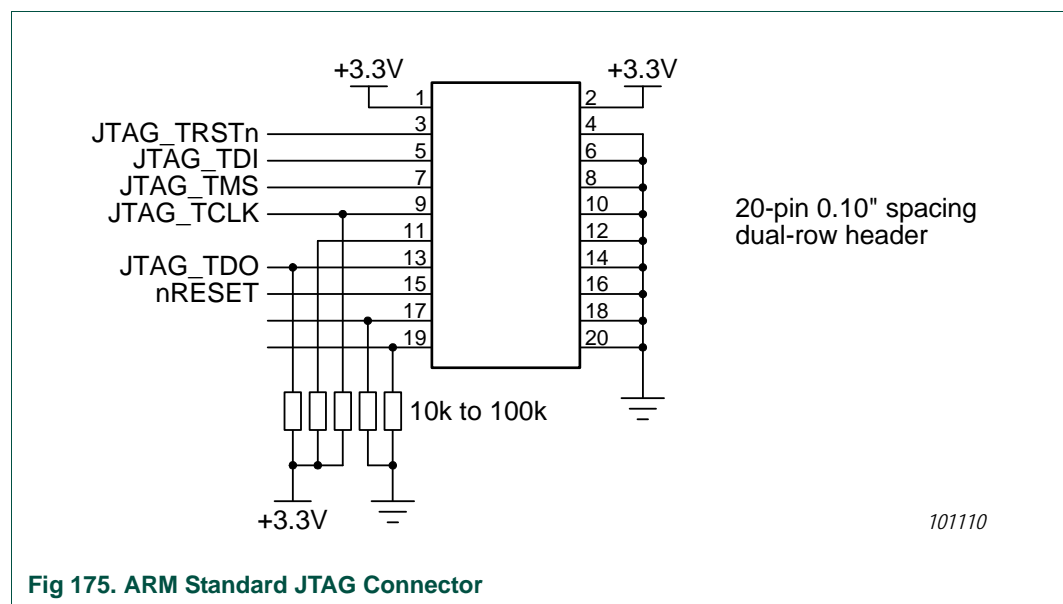 +3.3V
+3.3V
1
2
JTAG_TRSTn
3
4
JTAG_TDI
5
6
JTAG_TMS
7
8
JTAG_TCLK
9
10
11
12
JTAG_TDO
13
14
nRESET
15
16
17
18
19
20
20-pin 0.10" spacing
dual-row header
10k to 100k
+3.3V
101110
Fig 175. ARM Standard JTAG Connector